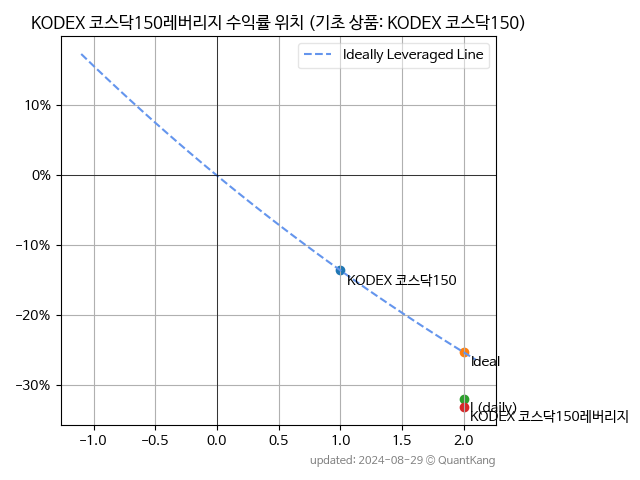 KODEX 코스닥150레버리지 수익률 위치 (기초 상품: KODEX 코스닥150)
Ideally Leveraged Line
10%
0%
−10%
−20%
−30%
KODEX 코스닥150
Ideal
(daily)
KODEX 코스닥150레버리지
−1.0 −0.5 0.0 0.5 1.0 1.5 2.0
updated: 2024-08-29 © QuantKang